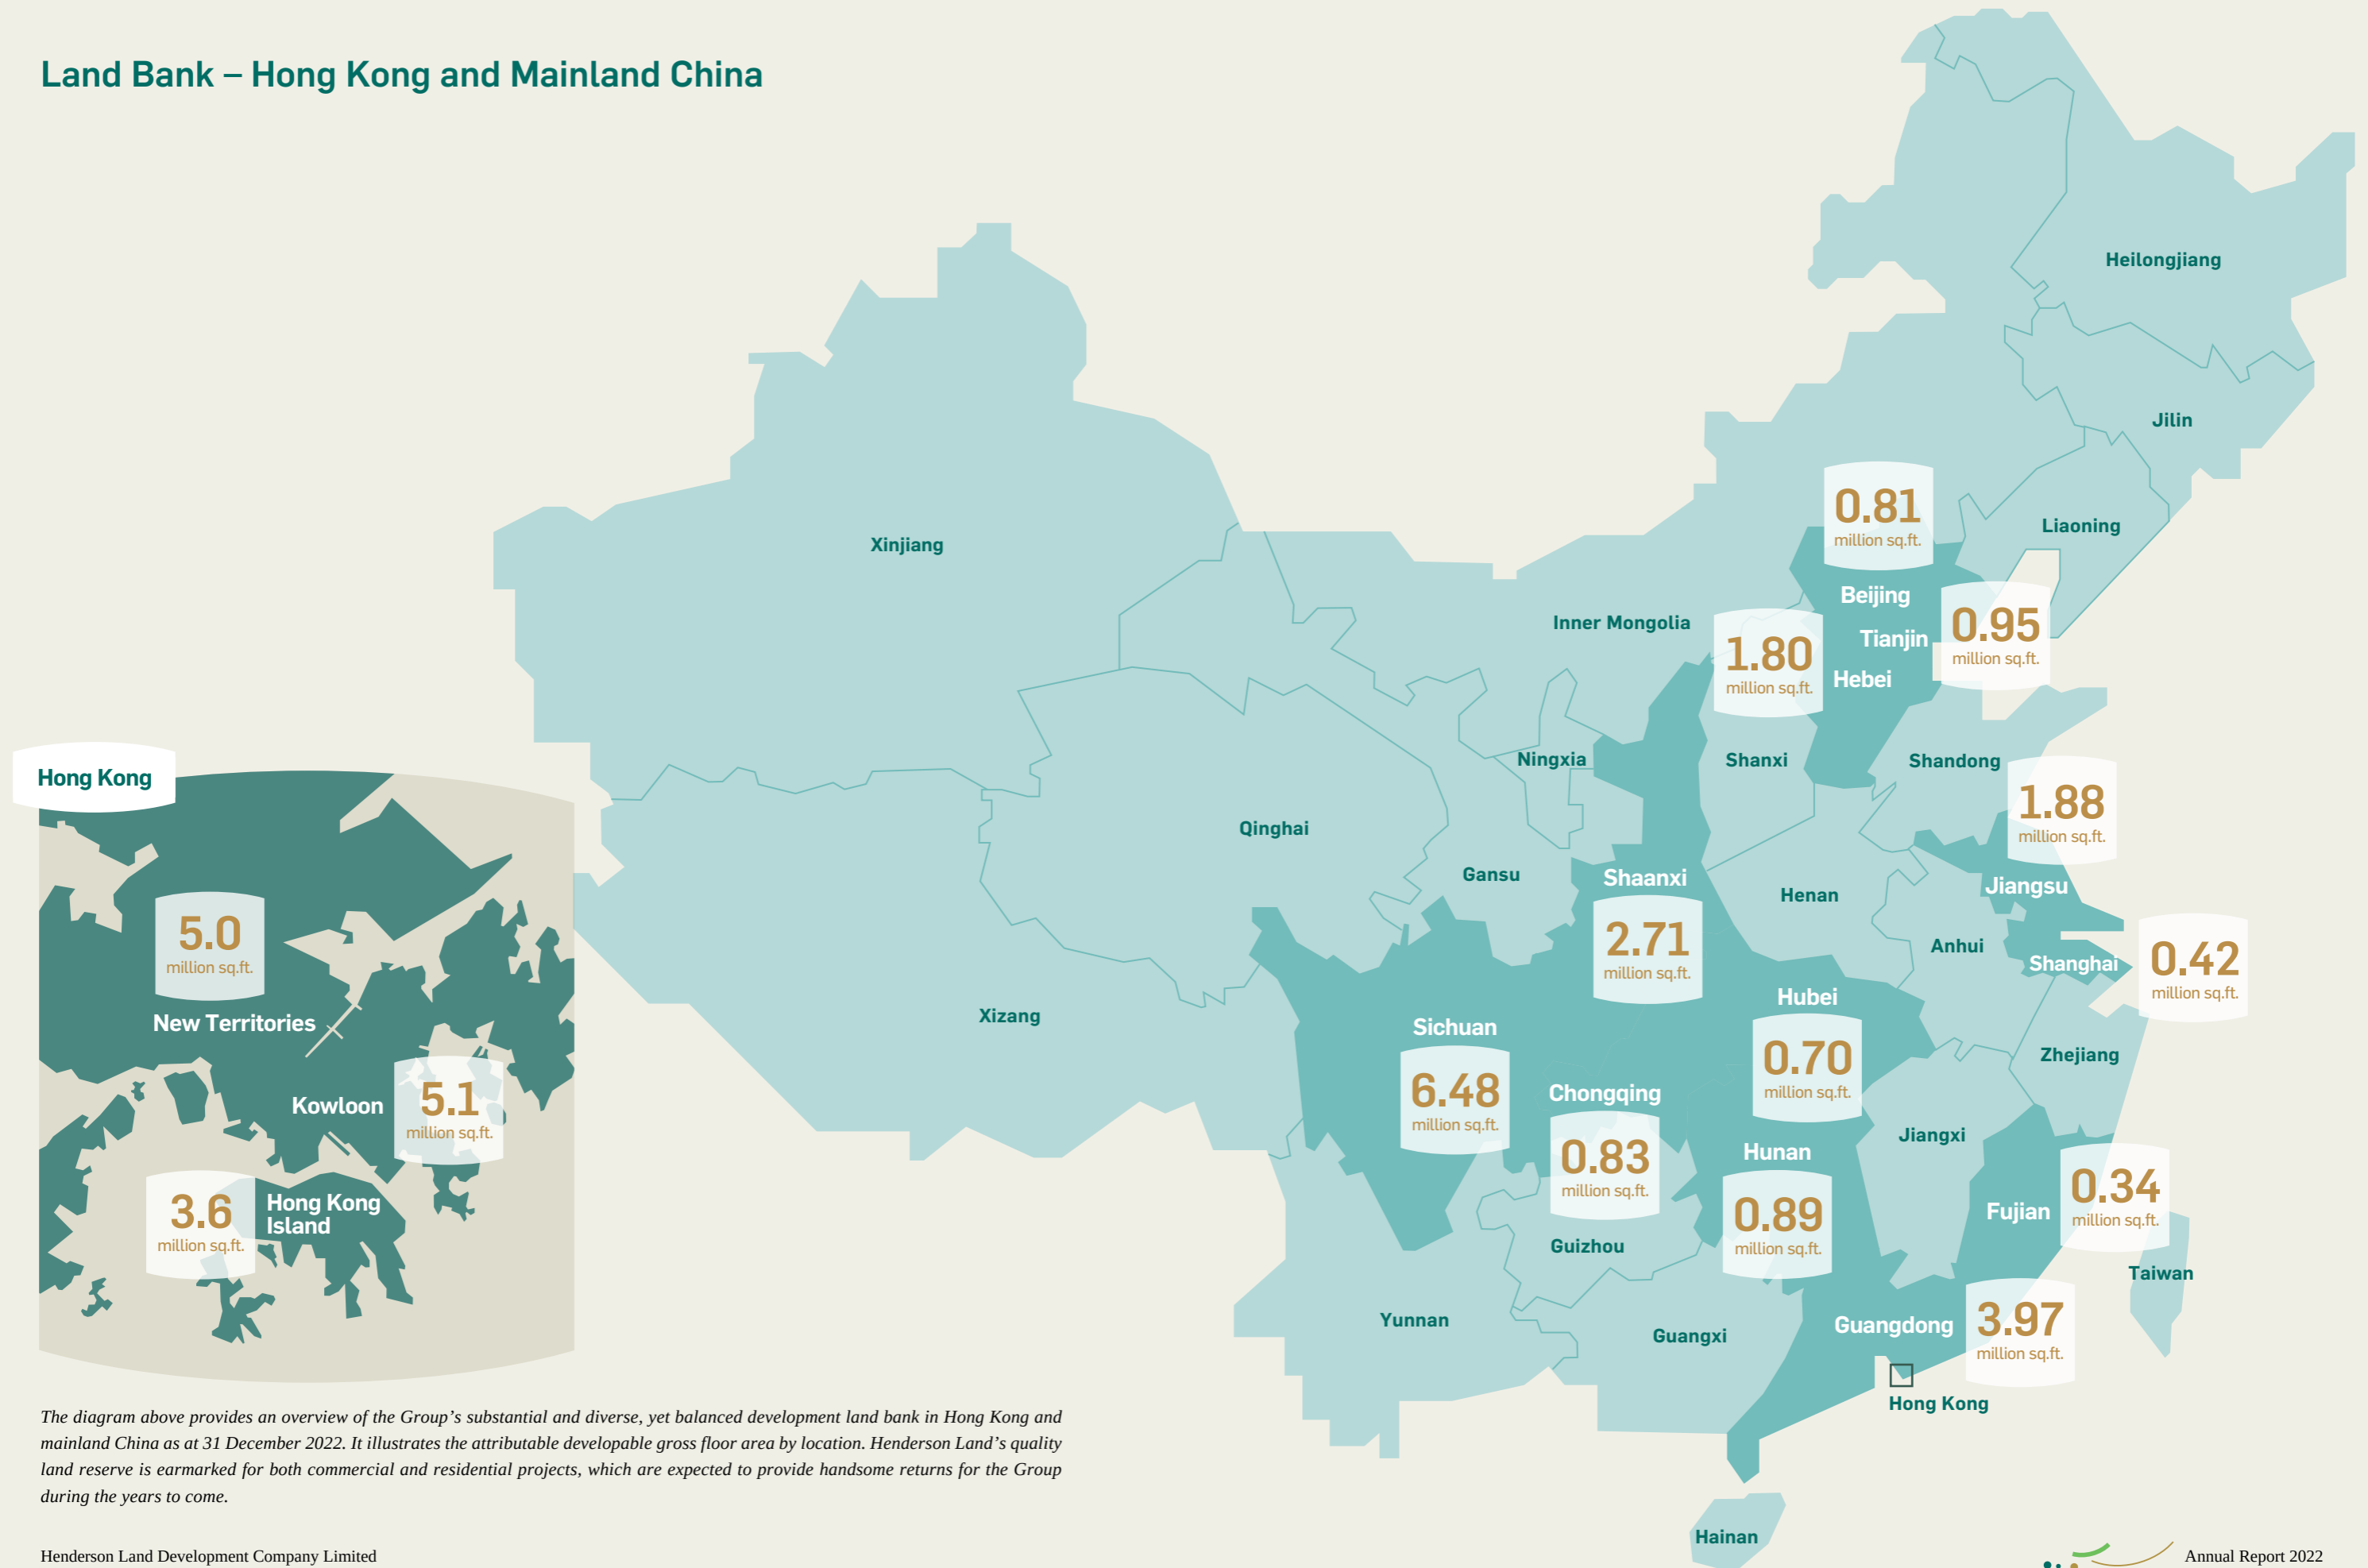 Land Bank – Hong Kong and Mainland China
Heilongjiang
Jilin
Liaoning
0.81
million sq.ft.
Beijing
Tianjin
0.95
million sq.ft.
1.80
million sq.ft.
Hebei
Inner Mongolia
Xinjiang
Ningxia
Shanxi
Shandong
1.88
million sq.ft.
Jiangsu
Qinghai
Gansu
Shaanxi
2.71
million sq.ft.
Henan
Anhui
Shanghai
0.42
million sq.ft.
Xizang
Sichuan
6.48
million sq.ft.
Chongqing
0.83
million sq.ft.
Hubei
0.70
million sq.ft.
Zhejiang
Jiangxi
Hunan
0.89
million sq.ft.
Fujian
0.34
million sq.ft.
Guizhou
Taiwan
Yunnan
Guangxi
Guangdong
3.97
million sq.ft.
Hong Kong
Hainan
Hong Kong
5.0
million sq.ft.
New Territories
Kowloon
5.1
million sq.ft.
3.6
million sq.ft.
Hong Kong
Island
The diagram above provides an overview of the Group’s substantial and diverse, yet balanced development land bank in Hong Kong and
mainland China as at 31 December 2022. It illustrates the attributable developable gross floor area by location. Henderson Land’s quality
land reserve is earmarked for both commercial and residential projects, which are expected to provide handsome returns for the Group
during the years to come.
Henderson Land Development Company Limited
Annual Report 2022